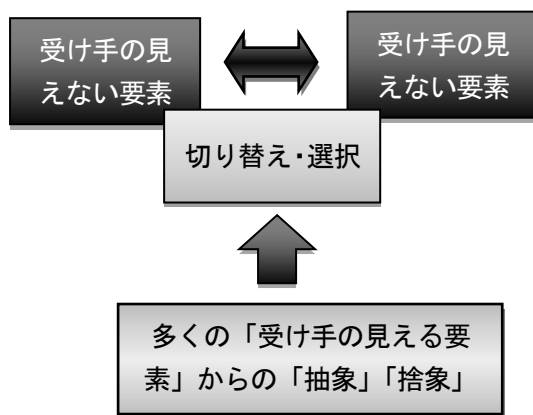 受け手の見
えない要素
受け手の見
えない要素
切り替え・選択
多くの「受け手の見える要
素」からの「抽象」「捨象」